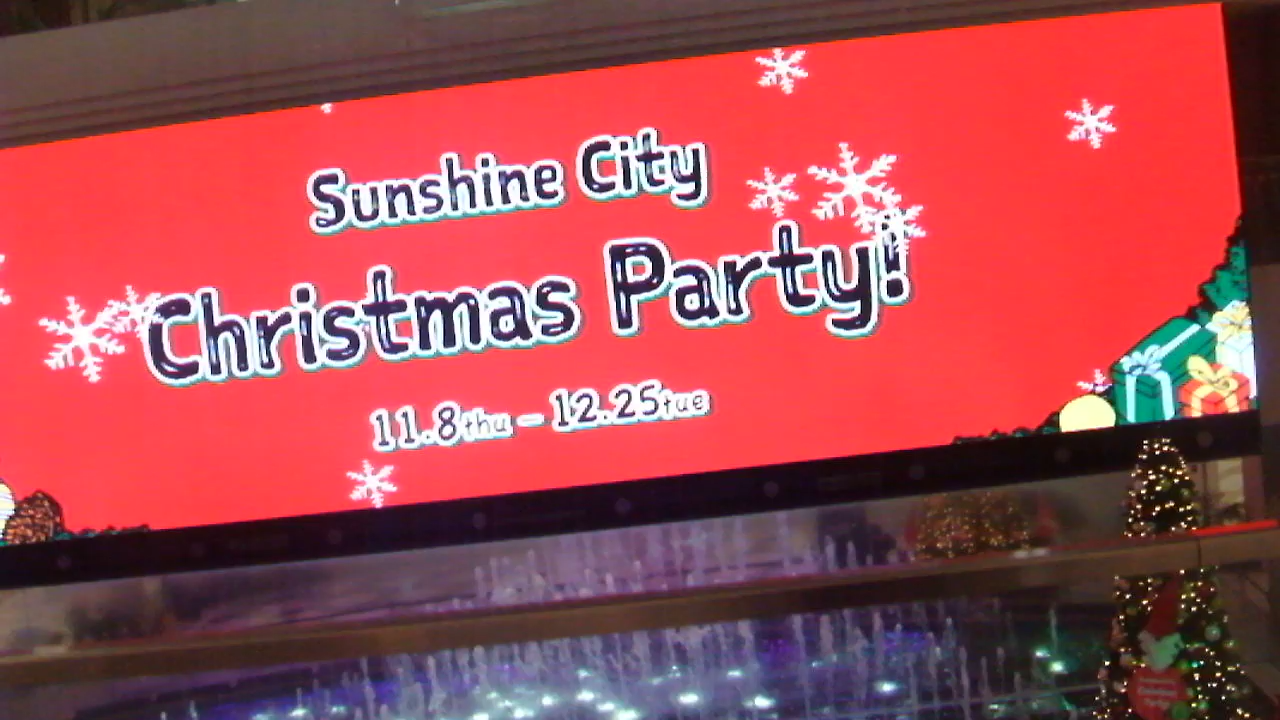 Sunshine City
Christmas Party!
11.8thu – 12.25tue